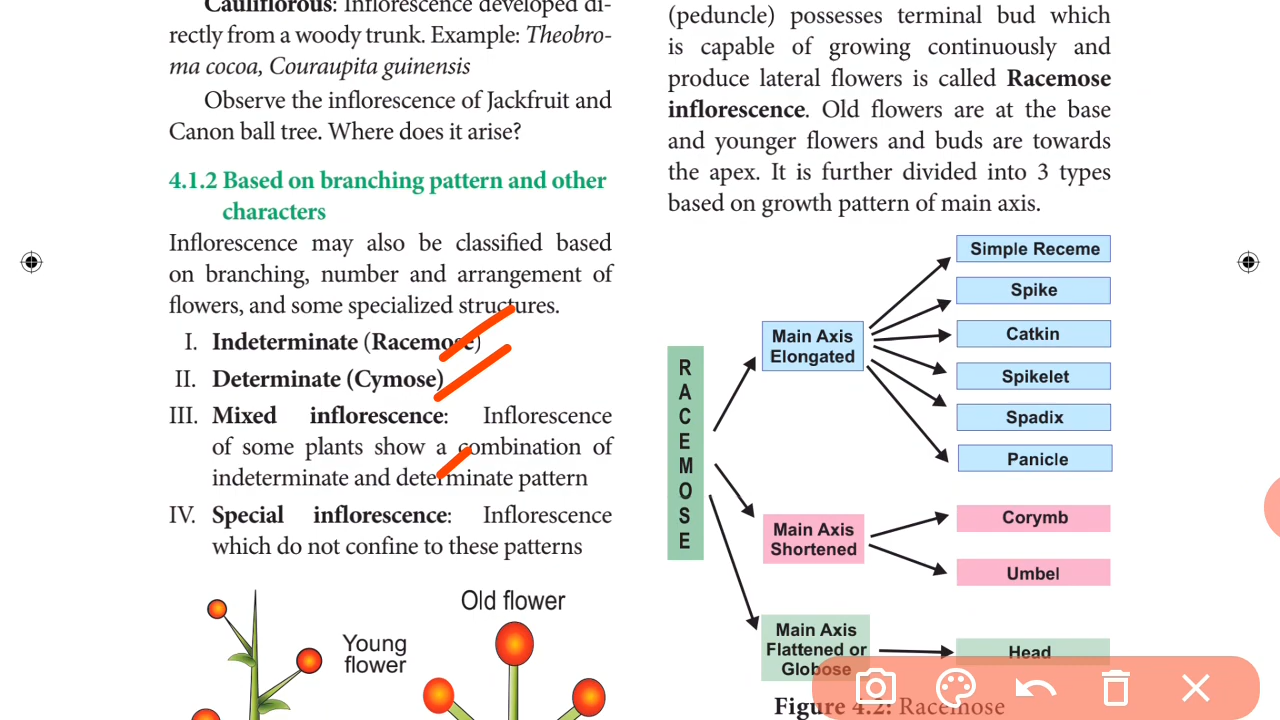 Cauliflorous: Inflorescence developed di-
rectly from a woody trunk. Example: Theobro-
ma cocoa, Couraupita guinensis
Observe the inflorescence of Jackfruit and
Canon ball tree. Where does it arise?
4.1.2 Based on branching pattern and other
characters
Inflorescence may also be classified based
on branching, number and arrangement of
flowers, and some specialized structures.
I. Indeterminate (Racemose)
II. Determinate (Cymose)
III. Mixed inflorescence: Inflorescence
of some plants show a combination of
indeterminate and determinate pattern
IV. Special inflorescence: Inflorescence
which do not confine to these patterns
Old flower
Young
flower
(peduncle) possesses terminal bud which
is capable of growing continuously and
produce lateral flowers is called Racemose
inflorescence. Old flowers are at the base
and younger flowers and buds are towards
the apex. It is further divided into 3 types
based on growth pattern of main axis.
RACEMOSE
Main Axis
Elongated
Simple Receme
Spike
Catkin
Spikelet
Spadix
Panicle
Main Axis
Shortened
Corymb
Umbel
Main Axis
Flattened or
Globose
Head
Figure 4.2: Racemose